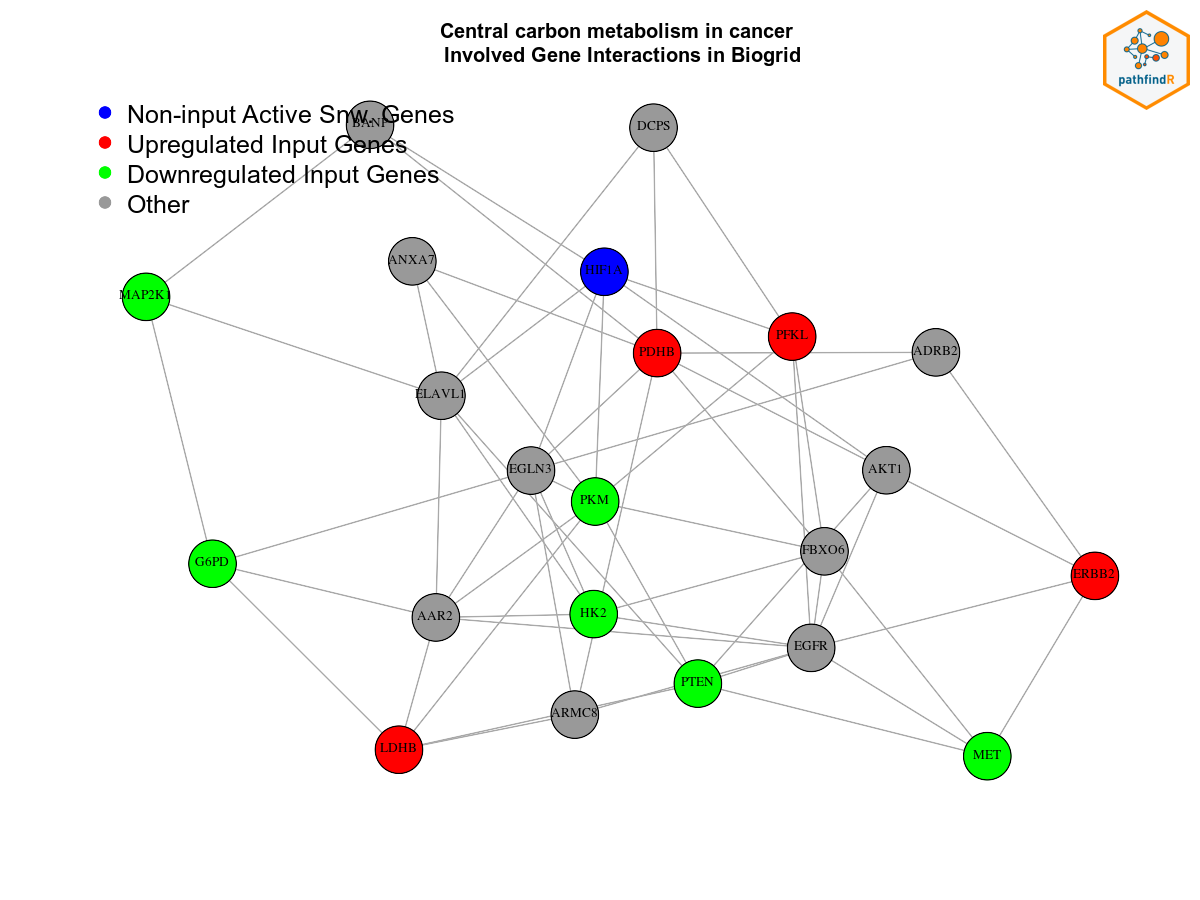 Central carbon metabolism in cancer
Involved Gene Interactions in Biogrid
pathfindR
Non-input Active Snw. Genes
Upregulated Input Genes
Downregulated Input Genes
Other
BANP
DCPS
ANXA7
HIF1A
MAP2K1
PFKL
PDHB
ADRB2
ELAVL1
EGLN3
AKT1
PKM
FBXO6
G6PD
ERBB2
AAR2
HK2
EGFR
PTEN
ARMC8
LDHB
MET